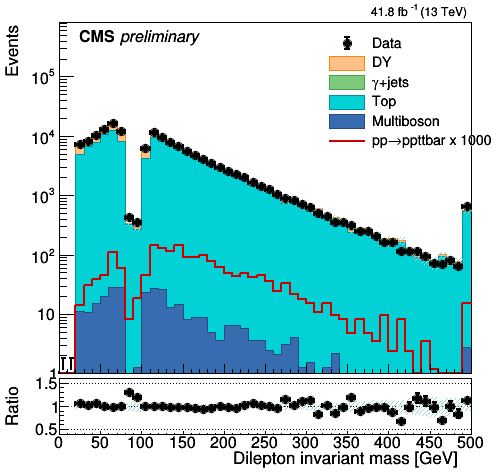 41.8 fb⁻¹ (13 TeV)
CMS preliminary
Events
Data
DY
γ+jets
Top
Multiboson
pp→ppttbar x 1000
10⁵
10⁴
10³
10²
10
1
Ratio
1.5
1
0.5
0 50 100 150 200 250 300 350 400 450 500
Dilepton invariant mass [GeV]